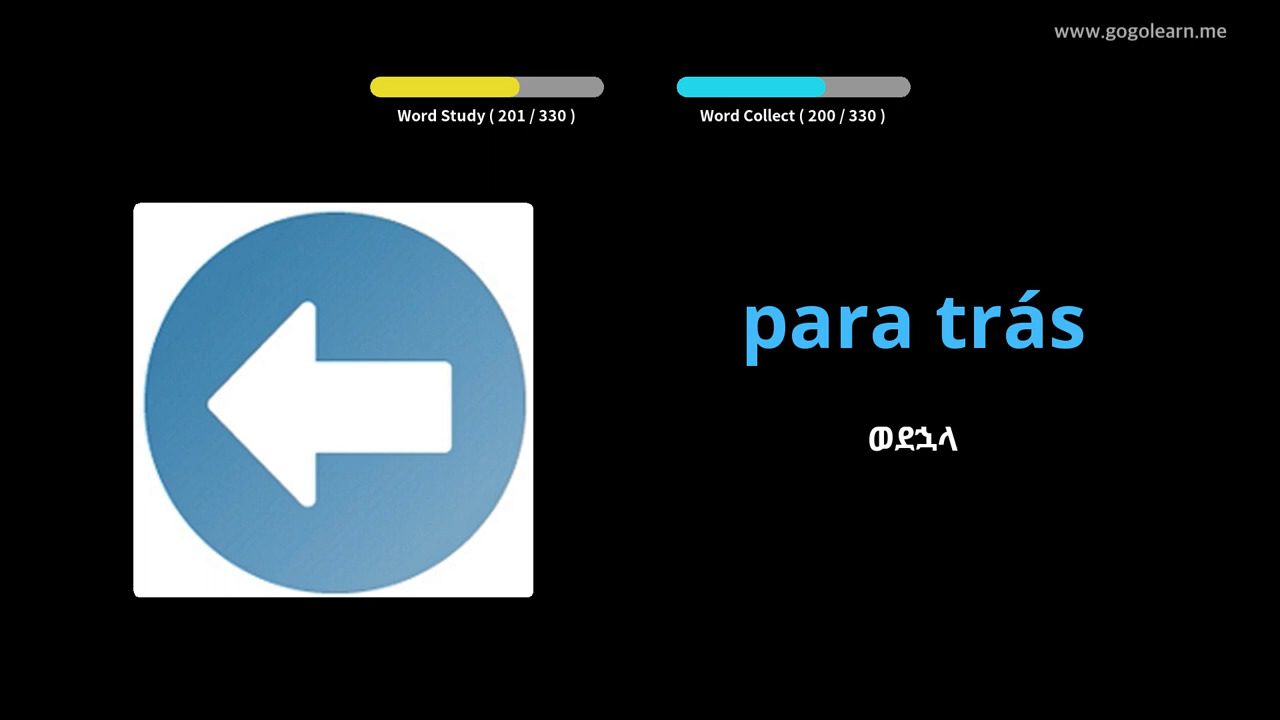 www.gogolearn.me
Word Study ( 201 / 330 )
Word Collect ( 200 / 330 )
para trás
ወደኋላ